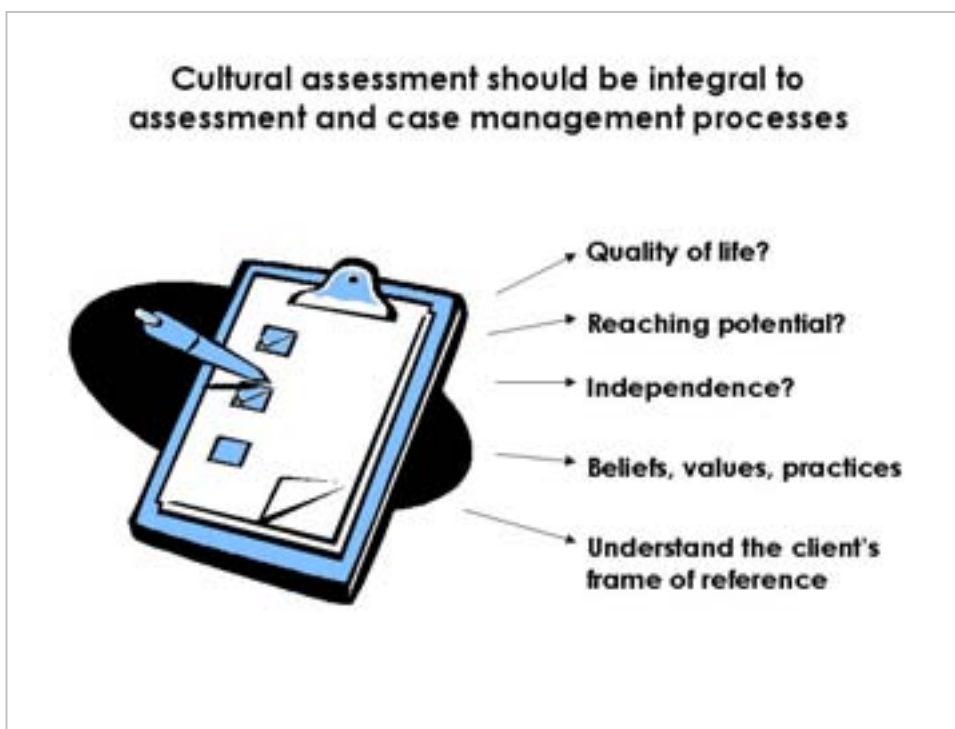 Cultural assessment should be integral to
assessment and case management processes
Quality of life?
Reaching potential?
Independence?
Beliefs, values, practices
Understand the client's
frame of reference